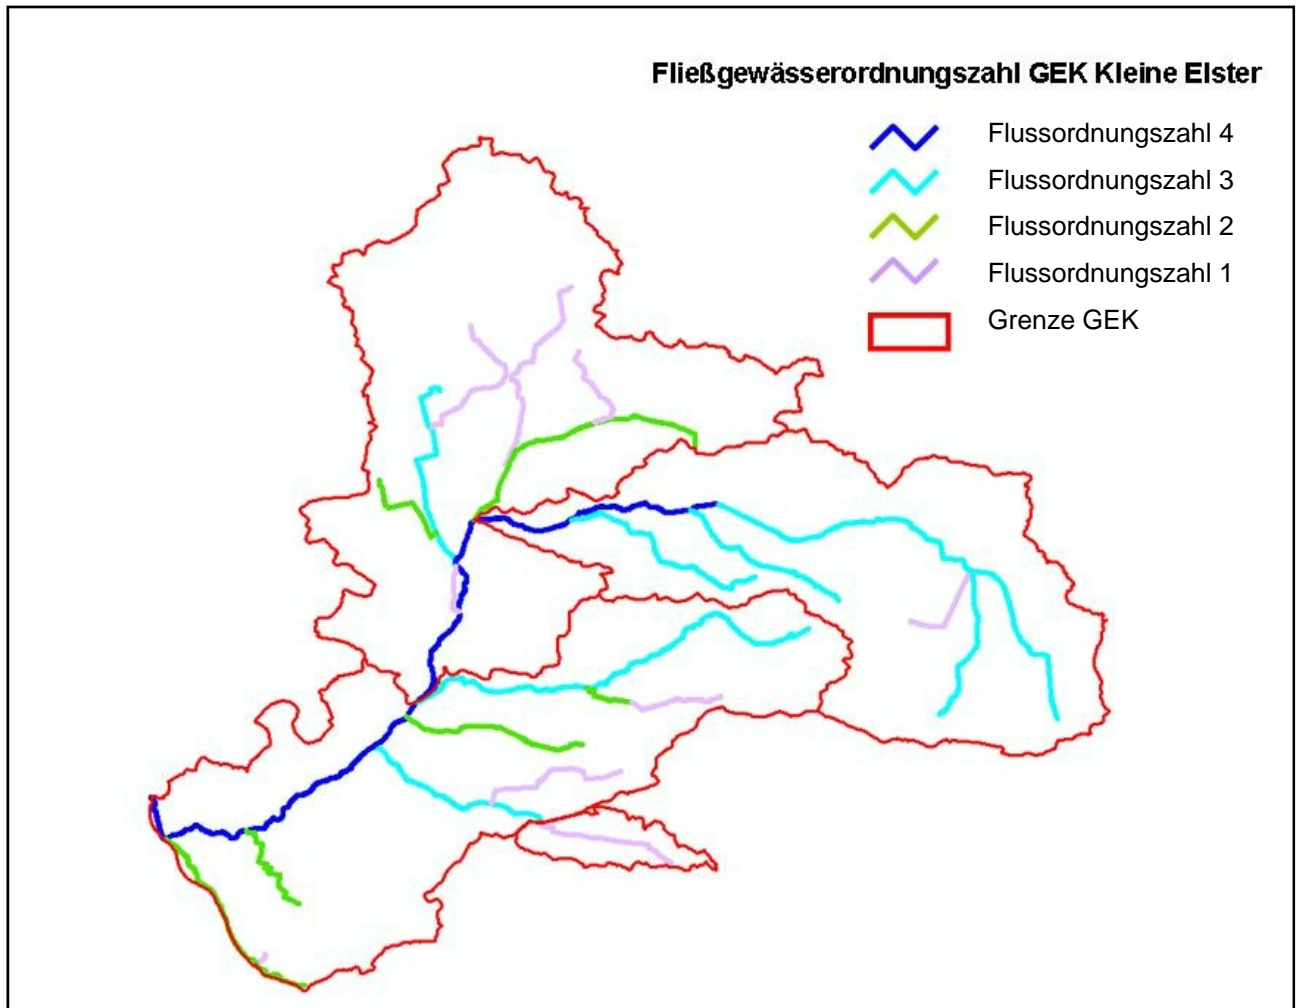 Fließgewässerordnungszahl GEK Kleine Elster
Flussordnungszahl 4
Flussordnungszahl 3
Flussordnungszahl 2
Flussordnungszahl 1
Grenze GEK